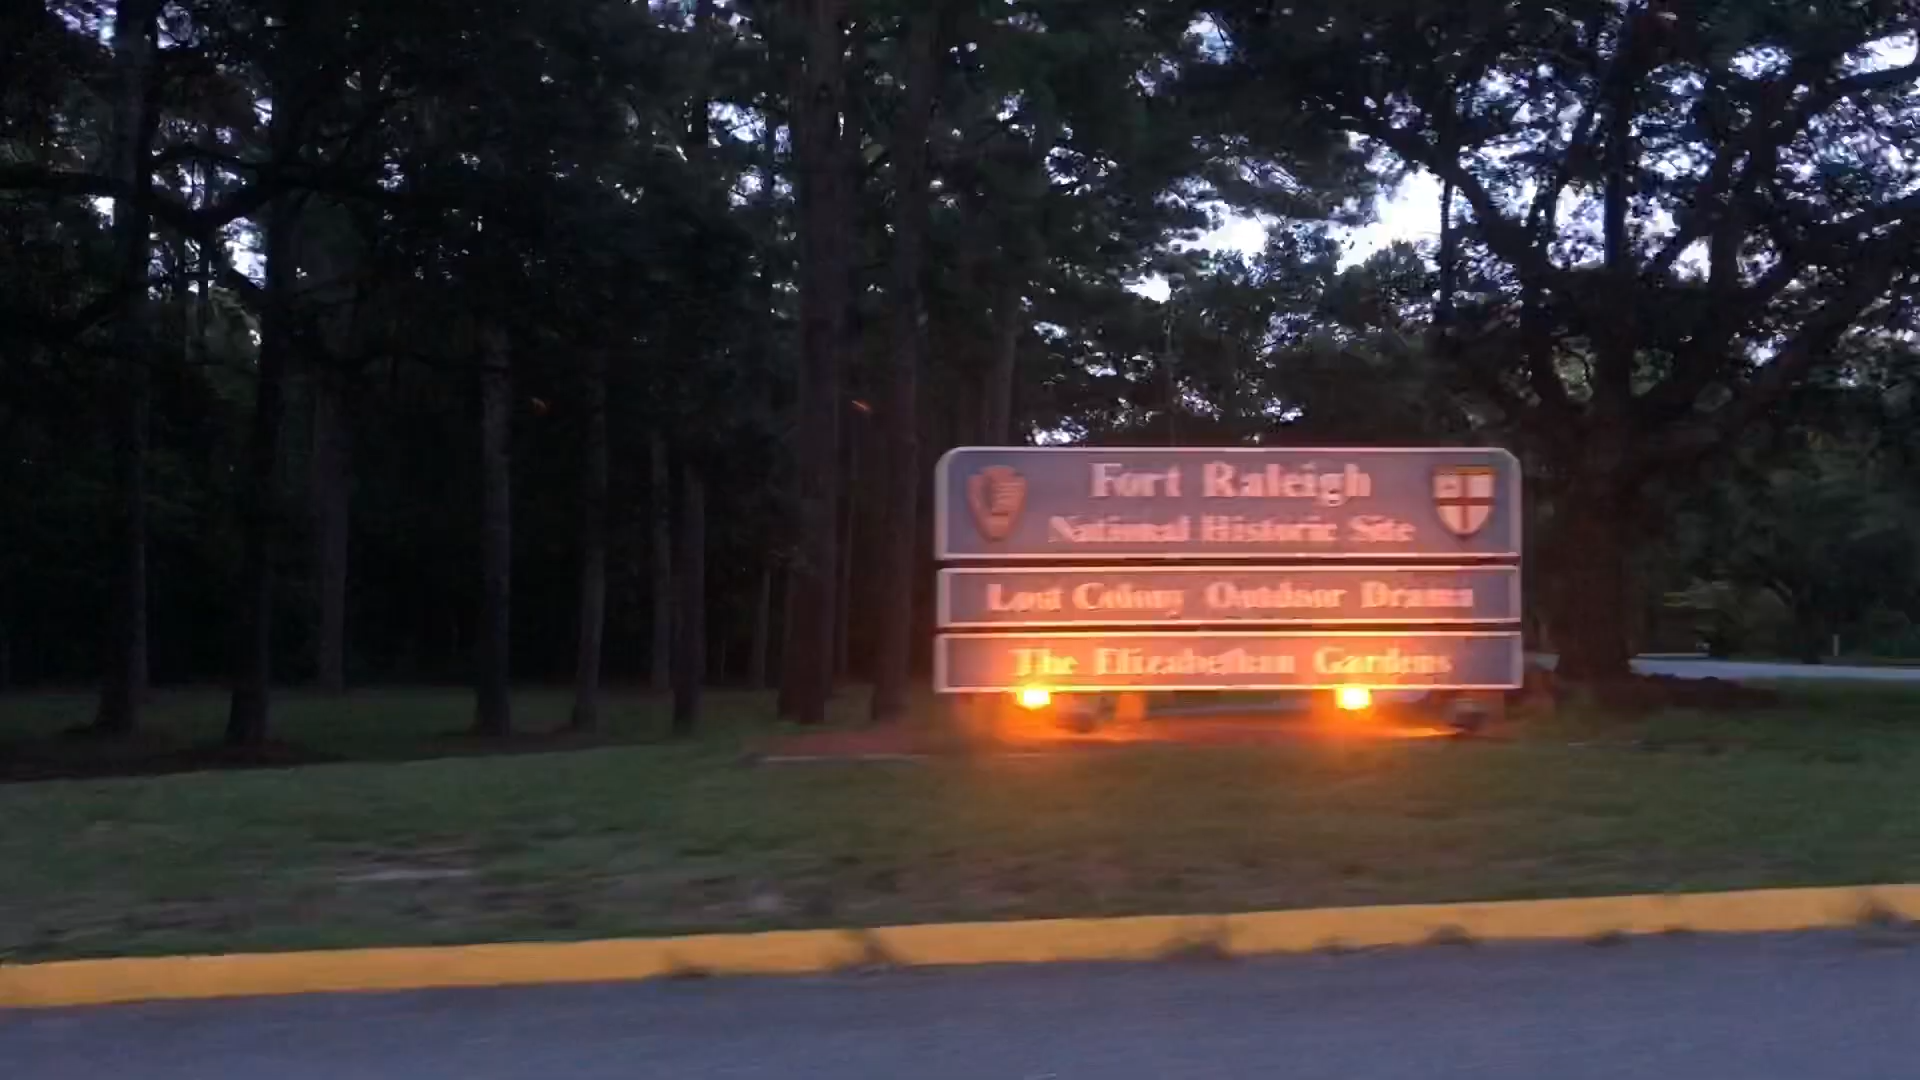 Fort Raleigh
National Historic Site
Lost Colony Outdoor Drama
The Elizabethan Gardens